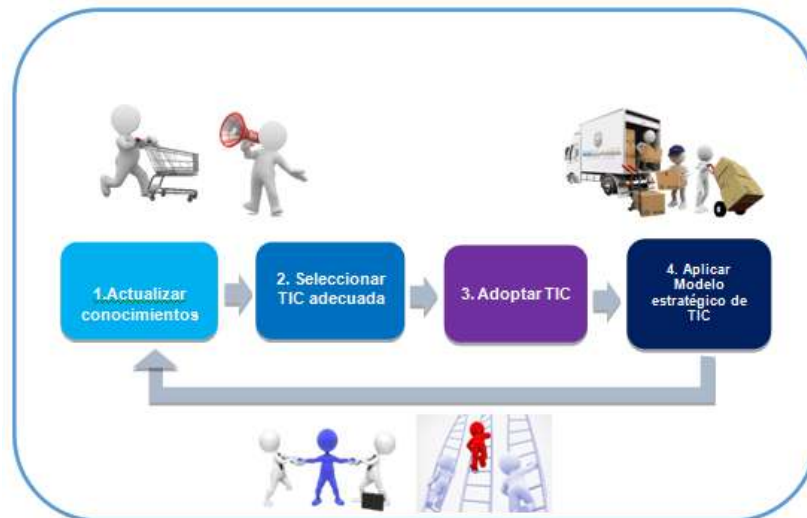 1.Actualizar
conocimientos
2. Seleccionar
TIC adecuada
3. Adoptar TIC
4. Aplicar
Modelo
estratégico de
TIC